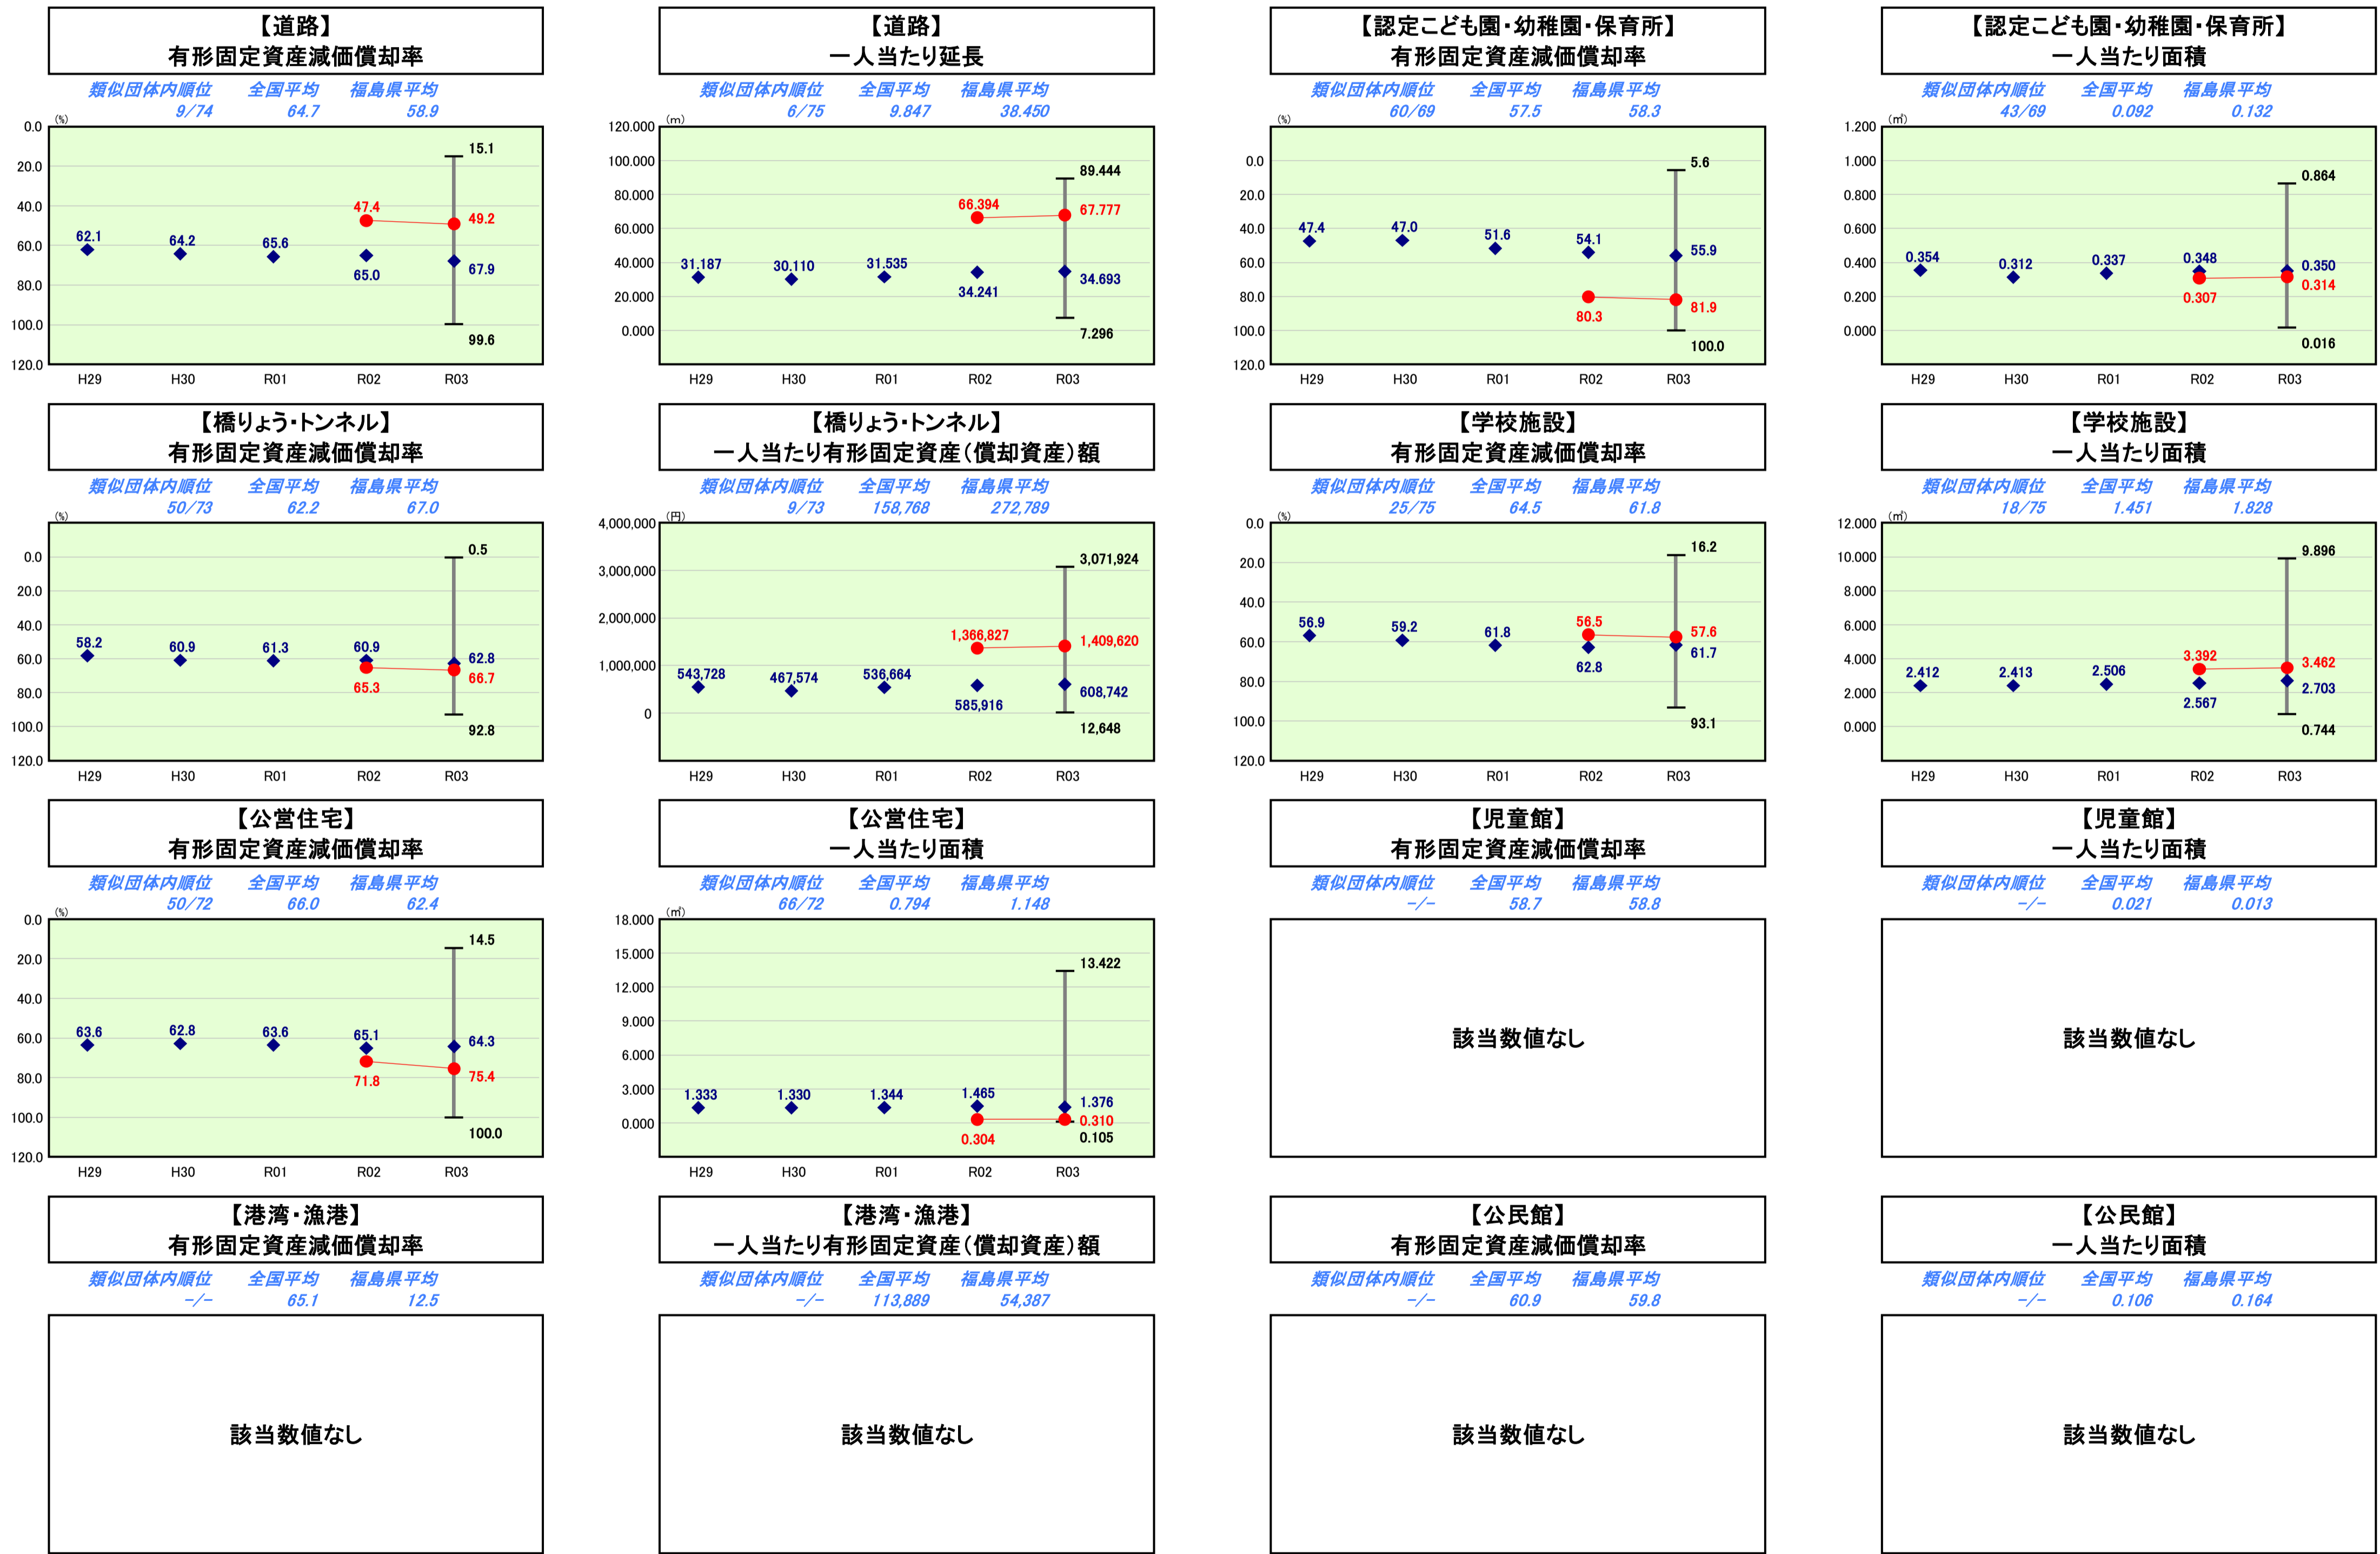 【道路】
有形固定資産減価償却率
類似団体内順位 全国平均 福島県平均
9/74 64.7 58.9
(%)
0.0
20.0
40.0
60.0
80.0
100.0
120.0
62.1
64.2
65.6
65.0
67.9
47.4
49.2
15.1
99.6
H29 H30 R01 R02 R03
【道路】
一人当たり延長
類似団体内順位 全国平均 福島県平均
6/75 9.847 38.450
(m)
120.000
100.000
80.000
60.000
40.000
20.000
0.000
31.187
30.110
31.535
34.241
34.693
66.394
67.777
89.444
7.296
H29 H30 R01 R02 R03
【認定こども園・幼稚園・保育所】
有形固定資産減価償却率
類似団体内順位 全国平均 福島県平均
60/69 57.5 58.3
(%)
0.0
20.0
40.0
60.0
80.0
100.0
120.0
47.4
47.0
51.6
54.1
55.9
80.3
81.9
5.6
100.0
H29 H30 R01 R02 R03
【認定こども園・幼稚園・保育所】
一人当たり面積
類似団体内順位 全国平均 福島県平均
43/69 0.092 0.132
(㎡)
1.200
1.000
0.800
0.600
0.400
0.200
0.000
0.354
0.312
0.337
0.348
0.350
0.307
0.314
0.864
0.016
H29 H30 R01 R02 R03
【橋りょう・トンネル】
有形固定資産減価償却率
類似団体内順位 全国平均 福島県平均
50/73 62.2 67.0
(%)
0.0
20.0
40.0
60.0
80.0
100.0
120.0
58.2
60.9
61.3
60.9
62.8
65.3
66.7
0.5
92.8
H29 H30 R01 R02 R03
【橋りょう・トンネル】
一人当たり有形固定資産(償却資産)額
類似団体内順位 全国平均 福島県平均
9/73 158,768 272,789
(円)
4,000,000
3,000,000
2,000,000
1,000,000
0
543,728
467,574
536,664
585,916
608,742
1,366,827
1,409,620
3,071,924
12,648
H29 H30 R01 R02 R03
【学校施設】
有形固定資産減価償却率
類似団体内順位 全国平均 福島県平均
25/75 64.5 61.8
(%)
0.0
20.0
40.0
60.0
80.0
100.0
120.0
56.9
59.2
61.8
62.8
61.7
56.5
57.6
16.2
93.1
H29 H30 R01 R02 R03
【学校施設】
一人当たり面積
類似団体内順位 全国平均 福島県平均
18/75 1.451 1.828
(㎡)
12.000
10.000
8.000
6.000
4.000
2.000
0.000
2.412
2.413
2.506
2.567
2.703
3.392
3.462
9.896
0.744
H29 H30 R01 R02 R03
【公営住宅】
有形固定資産減価償却率
類似団体内順位 全国平均 福島県平均
50/72 66.0 62.4
(%)
0.0
20.0
40.0
60.0
80.0
100.0
120.0
63.6
62.8
63.6
65.1
64.3
71.8
75.4
14.5
100.0
H29 H30 R01 R02 R03
【公営住宅】
一人当たり面積
類似団体内順位 全国平均 福島県平均
66/72 0.794 1.148
(㎡)
18.000
15.000
12.000
9.000
6.000
3.000
0.000
1.333
1.330
1.344
1.465
1.376
0.304
0.310
13.422
0.105
H29 H30 R01 R02 R03
【児童館】
有形固定資産減価償却率
類似団体内順位 全国平均 福島県平均
-/- 58.7 58.8
該当数値なし
【児童館】
一人当たり面積
類似団体内順位 全国平均 福島県平均
-/- 0.021 0.013
該当数値なし
【港湾・漁港】
有形固定資産減価償却率
類似団体内順位 全国平均 福島県平均
-/- 65.1 12.5
該当数値なし
【港湾・漁港】
一人当たり有形固定資産(償却資産)額
類似団体内順位 全国平均 福島県平均
-/- 113,889 54,387
該当数値なし
【公民館】
有形固定資産減価償却率
類似団体内順位 全国平均 福島県平均
-/- 60.9 59.8
該当数値なし
【公民館】
一人当たり面積
類似団体内順位 全国平均 福島県平均
-/- 0.106 0.164
該当数値なし